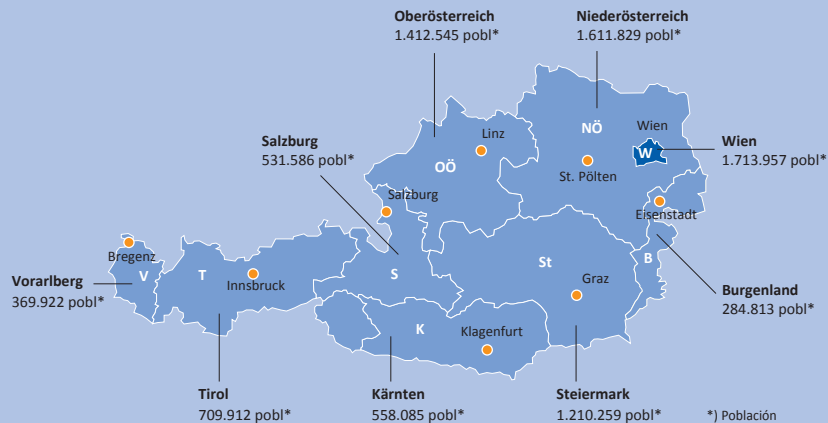 Oberösterreich
1.412.545 pobl*
Niederösterreich
1.611.829 pobl*
Salzburg
531.586 pobl*
Wien
1.713.957 pobl*
Linz
OÖ
NÖ
Wien
W
St. Pölten
Salzburg
Eisenstadt
Bregenz
V
T
Innsbruck
S
St
Graz
B
K
Klagenfurt
Vorarlberg
369.922 pobl*
Burgenland
284.813 pobl*
Tirol
709.912 pobl*
Kärnten
558.085 pobl*
Steiermark
1.210.259 pobl*
*) Población